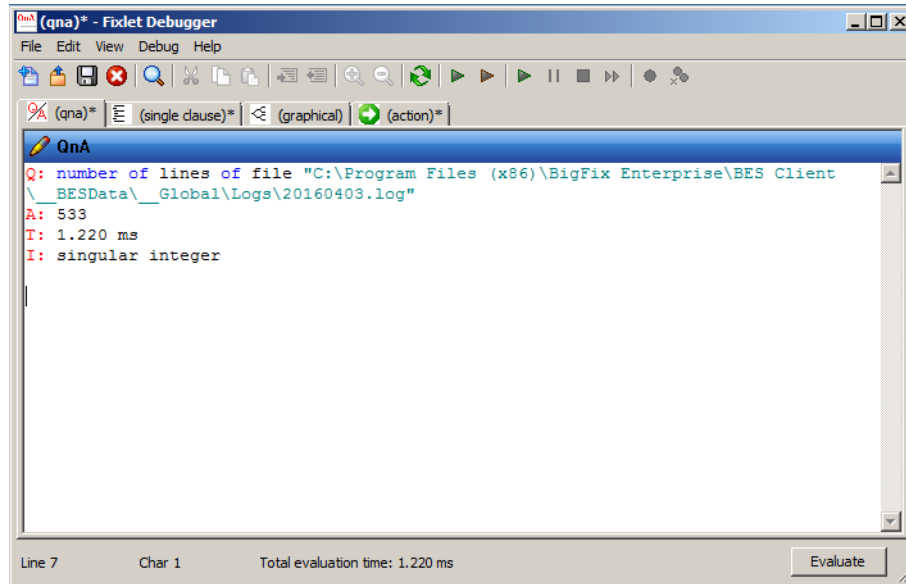 QnA (qna)* - Fixlet Debugger
File Edit View Debug Help
(qna)* (single clause)* (graphical) (action)*
QnA
Q: number of lines of file "C:\Program Files (x86)\BigFix Enterprise\BES Client
\__BESData\__Global\Logs\20160403.log"
A: 533
T: 1.220 ms
I: singular integer
Line 7 Char 1 Total evaluation time: 1.220 ms Evaluate